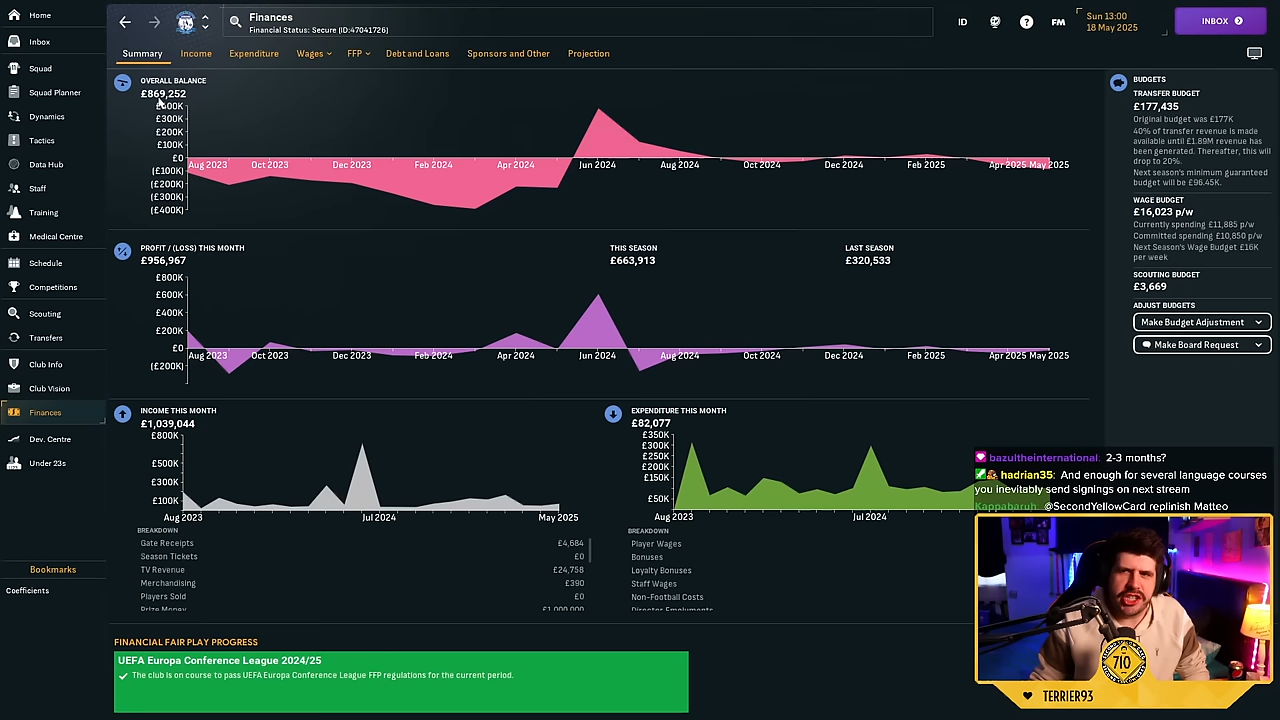 Home
Inbox
Squad
Squad Planner
Dynamics
Tactics
Data Hub
Staff
Training
Medical Centre
Schedule
Competitions
Scouting
Transfers
Club Info
Club Vision
Finances
Dev. Centre
Under 23s
Bookmarks
Coefficients
Finances
Financial Status: Secure (ID:47041726)
ID
FM
Sun 13:00
18 May 2025
INBOX
Summary Income Expenditure Wages FFP Debt and Loans Sponsors and Other Projection
OVERALL BALANCE
£869,252
£400K
£300K
£200K
£100K
£0
(£100K)
(£200K)
(£300K)
(£400K)
Aug 2023 Oct 2023 Dec 2023 Feb 2024 Apr 2024 Jun 2024 Aug 2024 Oct 2024 Dec 2024 Feb 2025 Apr 2025 May 2025
PROFIT / (LOSS) THIS MONTH
£956,967
THIS SEASON
£663,913
LAST SEASON
£320,533
£800K
£600K
£400K
£200K
£0
(£200K)
Aug 2023 Oct 2023 Dec 2023 Feb 2024 Apr 2024 Jun 2024 Aug 2024 Oct 2024 Dec 2024 Feb 2025 Apr 2025 May 2025
INCOME THIS MONTH
£1,039,044
£800K
£500K
£300K
£100K
Aug 2023 Jul 2024 May 2025
BREAKDOWN
Gate Receipts £4,684
Season Tickets £0
TV Revenue £24,758
Merchandising £390
Players Sold £0
Prize Money £1,000,000
EXPENDITURE THIS MONTH
£82,077
£350K
£300K
£250K
£200K
£150K
£50K
Aug 2023 Jul 2024
BREAKDOWN
Player Wages
Bonuses
Loyalty Bonuses
Staff Wages
Non-Football Costs
Director Emoluments
FINANCIAL FAIR PLAY PROGRESS
UEFA Europa Conference League 2024/25
The club is on course to pass UEFA Europa Conference League FFP regulations for the current period.
BUDGETS
TRANSFER BUDGET
£177,435
Original budget was £177K
40% of transfer revenue is made
available until £1.89M revenue has
been generated. Thereafter, this will
drop to 20%.
Next season's minimum guaranteed
budget will be £96.45K.
WAGE BUDGET
£16,023 p/w
Currently spending £11,885 p/w
Committed spending £10,850 p/w
Next Season's Wage Budget £16K
per week
SCOUTING BUDGET
£3,669
ADJUST BUDGETS
Make Budget Adjustment
Make Board Request
bazultheinternational: 2-3 months?
hadrian35: And enough for several language courses
you inevitably send signings on next stream
Kappabaruh: @SecondYellowCard replinish Matteo
710
TERRIER93